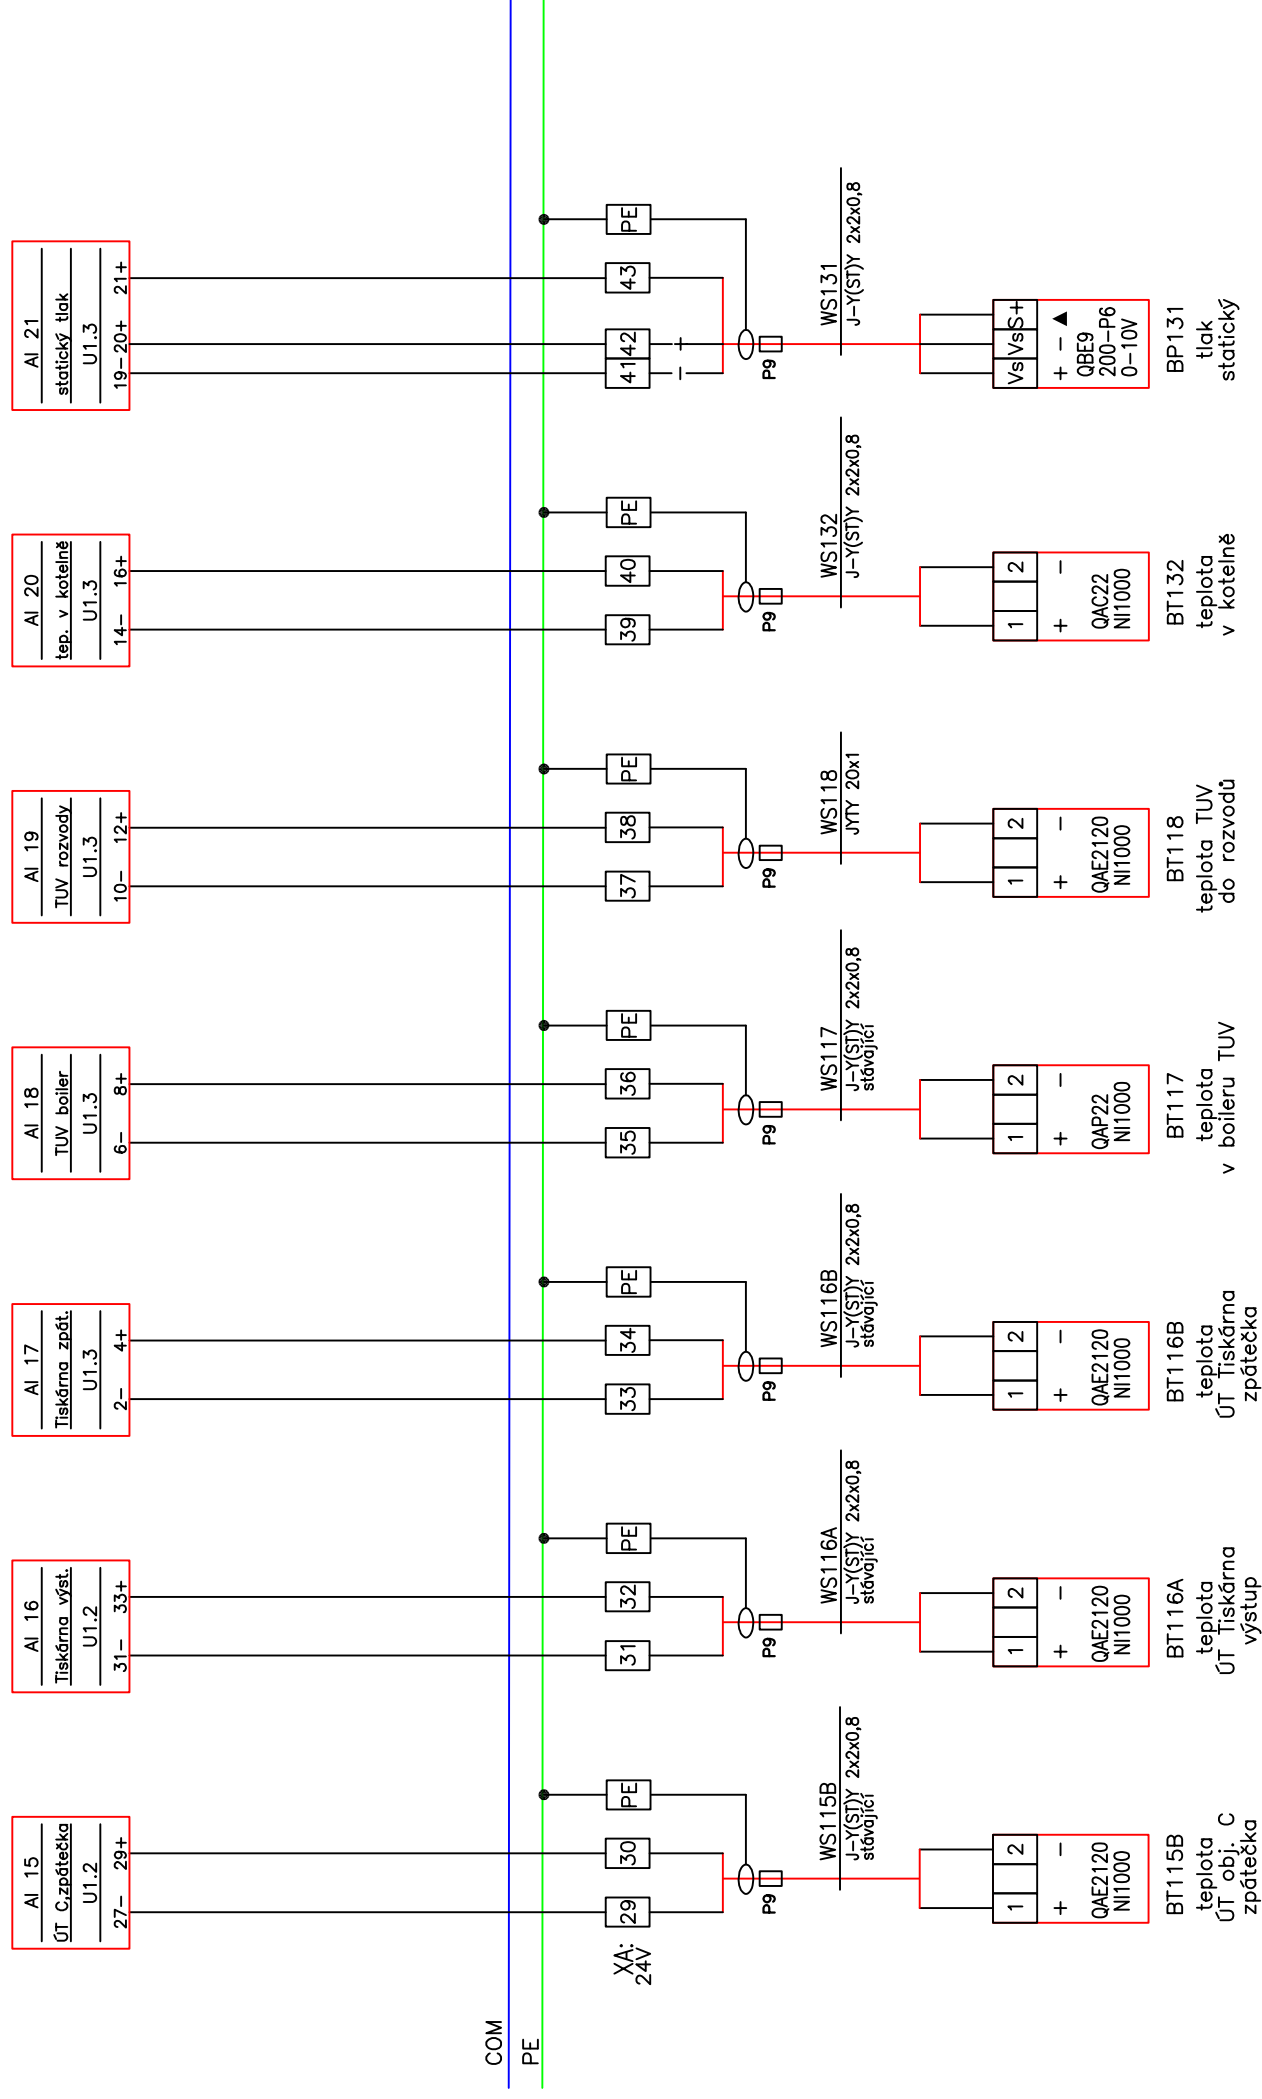 COM
PE
XA:
24V
AI 15
ÚT C,zpátečka
U1.2
27- 29+
29 30 PE
P9
WS115B
J-Y(ST)Y 2x2x0,8
stávající
1 2
+ -
QAE2120
NI1000
BT115B
teplota
ÚT obj. C
zpátečka
AI 16
Tiskárna výst.
U1.2
31- 33+
31 32 PE
P9
WS116A
J-Y(ST)Y 2x2x0,8
stávající
1 2
+ -
QAE2120
NI1000
BT116A
teplota
ÚT Tiskárna
výstup
AI 17
Tiskárna zpát.
U1.3
2- 4+
33 34 PE
P9
WS116B
J-Y(ST)Y 2x2x0,8
stávající
1 2
+ -
QAE2120
NI1000
BT116B
teplota
ÚT Tiskárna
zpátečka
AI 18
TUV boiler
U1.3
6- 8+
35 36 PE
P9
WS117
J-Y(ST)Y 2x2x0,8
stávající
1 2
+ -
QAP22
NI1000
BT117
teplota
v boileru TUV
AI 19
TUV rozvody
U1.3
10- 12+
37 38 PE
P9
WS118
JYTY 20x1
1 2
+ -
QAE2120
NI1000
BT118
teplota TUV
do rozvodů
AI 20
tep. v kotelně
U1.3
14- 16+
39 40 PE
P9
WS132
J-Y(ST)Y 2x2x0,8
1 2
+ -
QAC22
NI1000
BT132
teplota
v kotelně
AI 21
statický tlak
U1.3
19- 20+ 21+
41 42 43 PE
- +
P9
WS131
J-Y(ST)Y 2x2x0,8
Vs Vs S+
+ - ▲
QBE9
200-P6
0-10V
BP131
tlak
statický